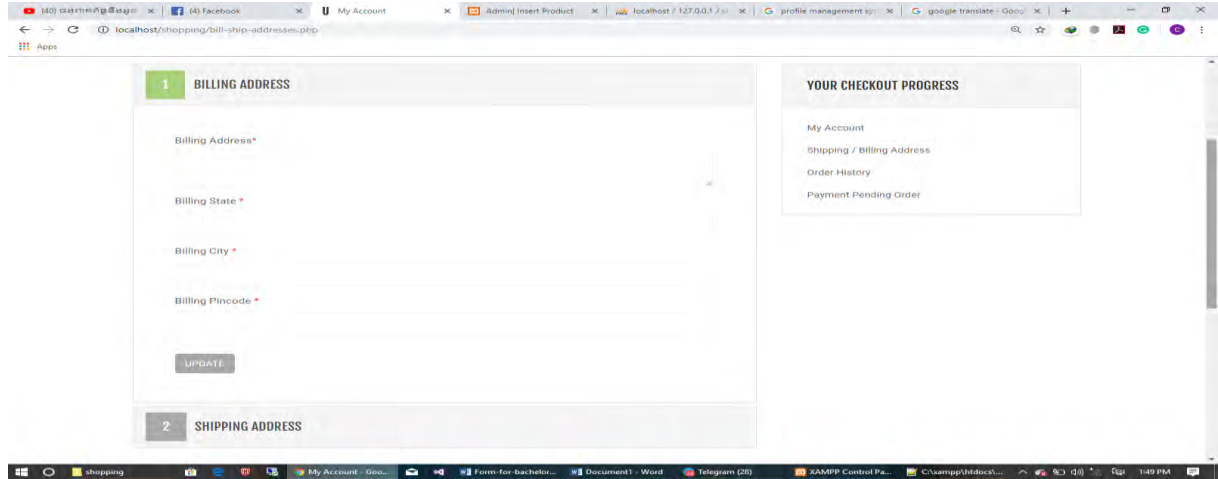 (4) Facebook
My Account
Admin| Insert Product
localhost / 127.0.0.1 / si
profile management sys
google translate - Goog
localhost/shopping/bill-ship-addresses.php
Apps
1 BILLING ADDRESS
Billing Address*
Billing State *
Billing City *
Billing Pincode *
UPDATE
2 SHIPPING ADDRESS
YOUR CHECKOUT PROGRESS
My Account
Shipping / Billing Address
Order History
Payment Pending Order
shopping
My Account - Goo...
Form-for-bachelor...
Document1 - Word
Telegram (28)
XAMPP Control Pa...
C:\xampp\htdocs\...
1:49 PM